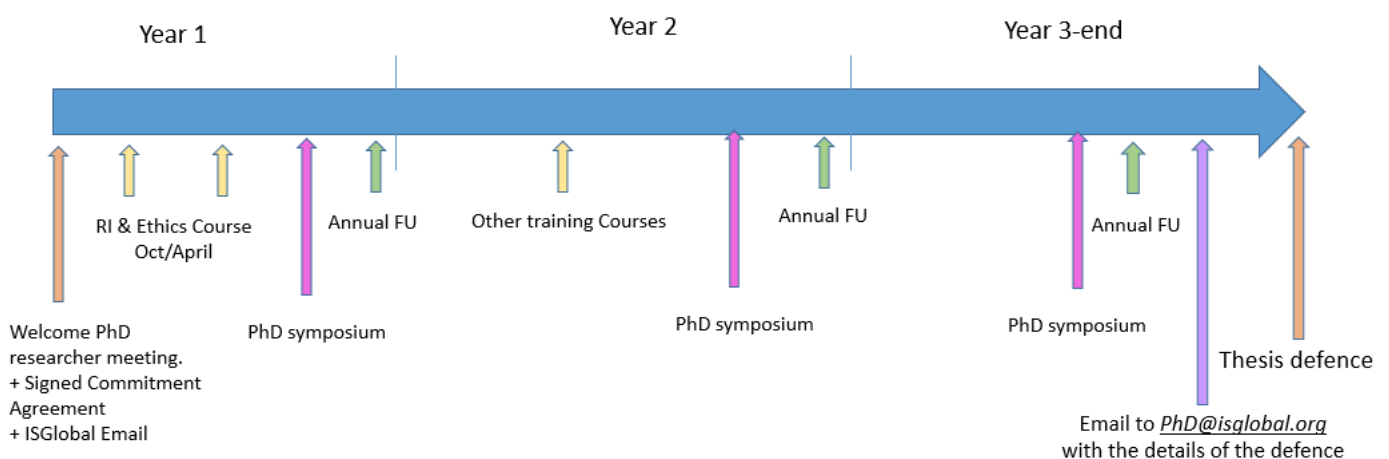 Year 1
Year 2
Year 3-end
RI & Ethics Course
Oct/April
Annual FU
Other training Courses
Annual FU
Annual FU
Welcome PhD
researcher meeting.
+ Signed Commitment
Agreement
+ ISGlobal Email
PhD symposium
PhD symposium
PhD symposium
Thesis defence
Email to PhD@isglobal.org
with the details of the defence